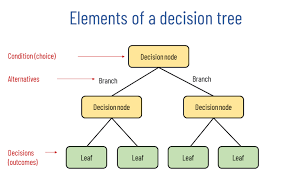 Elements of a decision tree
Condition (choice)
Decision node
Alternatives
Branch
Branch
Decision node
Decision node
Decisions
(outcomes)
Leaf
Leaf
Leaf
Leaf